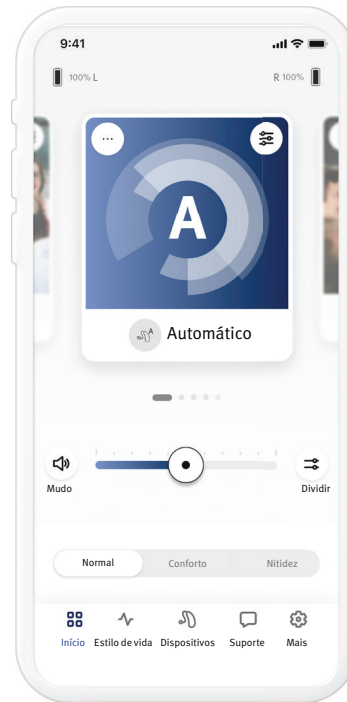 9:41
100% L
R 100%
...
A
A
Automático
Mudo
Dividir
Normal Conforto Nitidez
Início Estilo de vida Dispositivos Suporte Mais